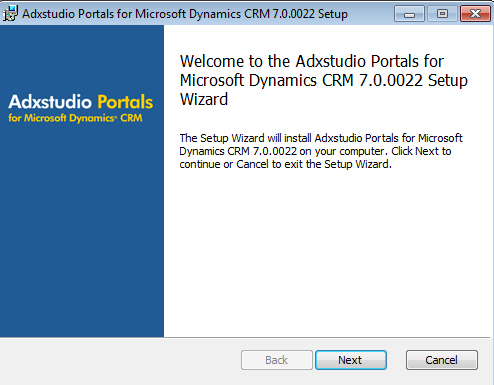 Adxstudio Portals for Microsoft Dynamics CRM 7.0.0022 Setup
Adxstudio Portals
for Microsoft Dynamics® CRM
Welcome to the Adxstudio Portals for
Microsoft Dynamics CRM 7.0.0022 Setup
Wizard
The Setup Wizard will install Adxstudio Portals for Microsoft
Dynamics CRM 7.0.0022 on your computer. Click Next to
continue or Cancel to exit the Setup Wizard.
Back Next Cancel